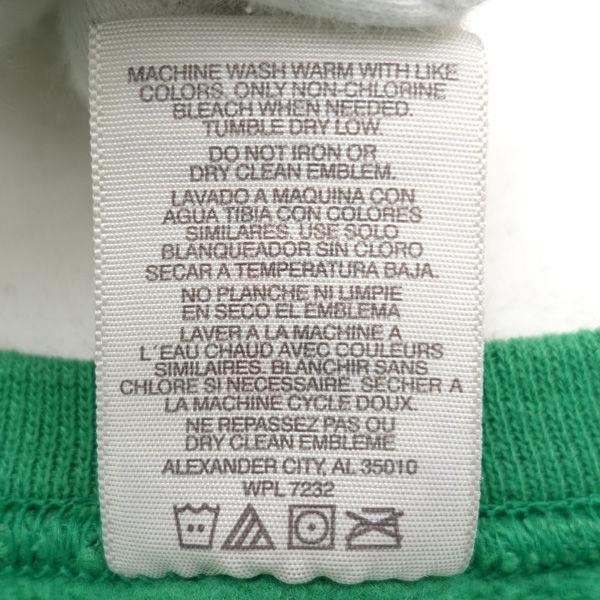 MACHINE WASH WARM WITH LIKE
COLORS. ONLY NON-CHLORINE
BLEACH WHEN NEEDED.
TUMBLE DRY LOW.
DO NOT IRON OR
DRY CLEAN EMBLEM.
LAVADO A MAQUINA CON
AGUA TIBIA CON COLORES
SIMILARES. USE SOLO
BLANQUEADOR SIN CLORO
SECAR A TEMPERATURA BAJA.
NO PLANCHE NI LIMPIE
EN SECO EL EMBLEMA
LAVER A LA MACHINE A
L´EAU CHAUD AVEC COULEURS
SIMILAIRES. BLANCHIR SANS
CHLORE SI NECESSAIRE. SECHER A
LA MACHINE CYCLE DOUX.
NE REPASSEZ PAS OU
DRY CLEAN EMBLEME
ALEXANDER CITY, AL 35010
WPL 7232